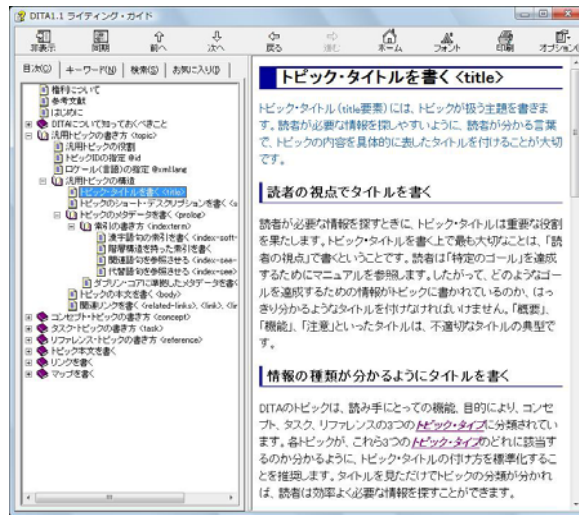 DITA1.1 ライティング・ガイド
非表示 同期 前へ 次へ 戻る 進む ホーム フォント 印刷 オプション(O)
目次(C) キーワード(N) 検索(S) お気に入り(I)
権利について
参考文献
はじめに
DITAについて知っておくべきこと
汎用トピックの書き方 <topic>
汎用トピックの役割
トピックIDの指定 @id
ロケール(言語)の指定 @xml:lang
汎用トピックの構造
トピック・タイトルを書く <title>
トピックのショート・デスクリプションを書く <s
トピックのメタデータを書く <prolog>
索引の書き方 <indexterm>
漢字語句の索引を書く <index-sort-
階層構造を持った索引を書く
関連語句を参照させる <index-see-
代替語句を参照させる <index-see>
ダブリン・コアに準拠したメタデータを書く
トピックの本文を書く <body>
関連リンクを書く <related-links>、<link>、<lin
コンセプト・トピックの書き方 <concept>
タスク・トピックの書き方 <task>
リファレンス・トピックの書き方 <reference>
トピック本文を書く
リンクを書く
マップを書く
トピック・タイトルを書く <title>
トピック・タイトル(title要素)には、トピックが扱う主題を書きま
す。読者が必要な情報を探しやすいように、読者が分かる言葉
で、トピックの内容を具体的に表したタイトルを付けることが大切
です。
読者の視点でタイトルを書く
読者が必要な情報を探すときに、トピック・タイトルは重要な役割
を果たします。トピック・タイトルを書く上で最も大切なことは、「読
者の視点」で書くということです。読者は「特定のゴール」を達成
するためにマニュアルを参照します。したがって、どのようなゴー
ルを達成するための情報がトピックに書かれているのか、はっ
きり分かるようなタイトルを付けなければいけません。「概要」、
「機能」、「注意」といったタイトルは、不適切なタイトルの典型で
す。
情報の種類が分かるようにタイトルを書く
DITAのトピックは、読み手にとっての機能、目的により、コンセ
プト、タスク、リファレンスの3つのトピック・タイプに分類されてい
ます。各トピックが、これら3つのトピック・タイプのどれに該当す
るのか分かるように、トピック・タイトルの付け方を標準化するこ
とを推奨します。タイトルを見ただけでトピックの分類が分かれ
ば、読者は効率よく必要な情報を探すことができます。